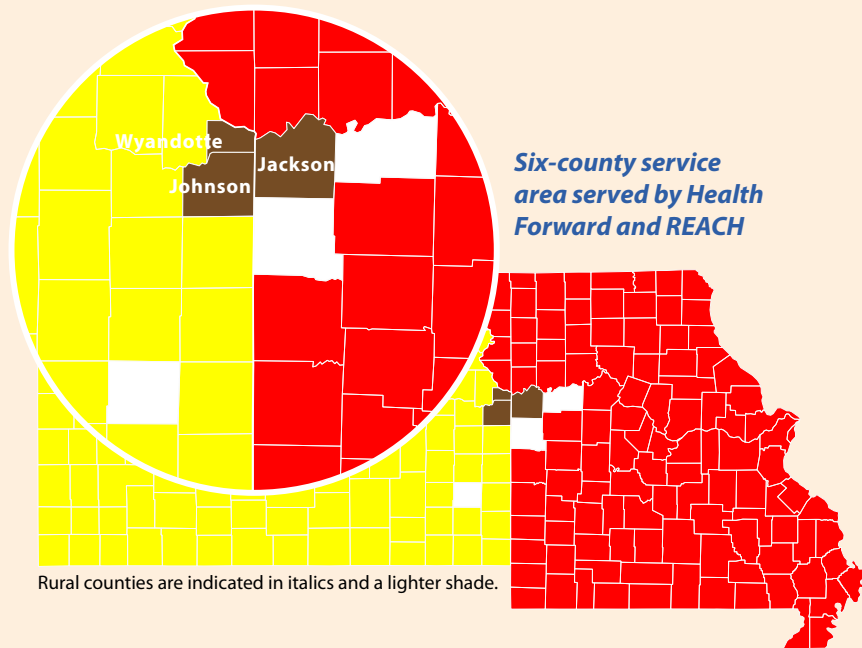 Wyandotte
Jackson
Johnson
Six-county service
area served by Health
Forward and REACH
Rural counties are indicated in italics and a lighter shade.